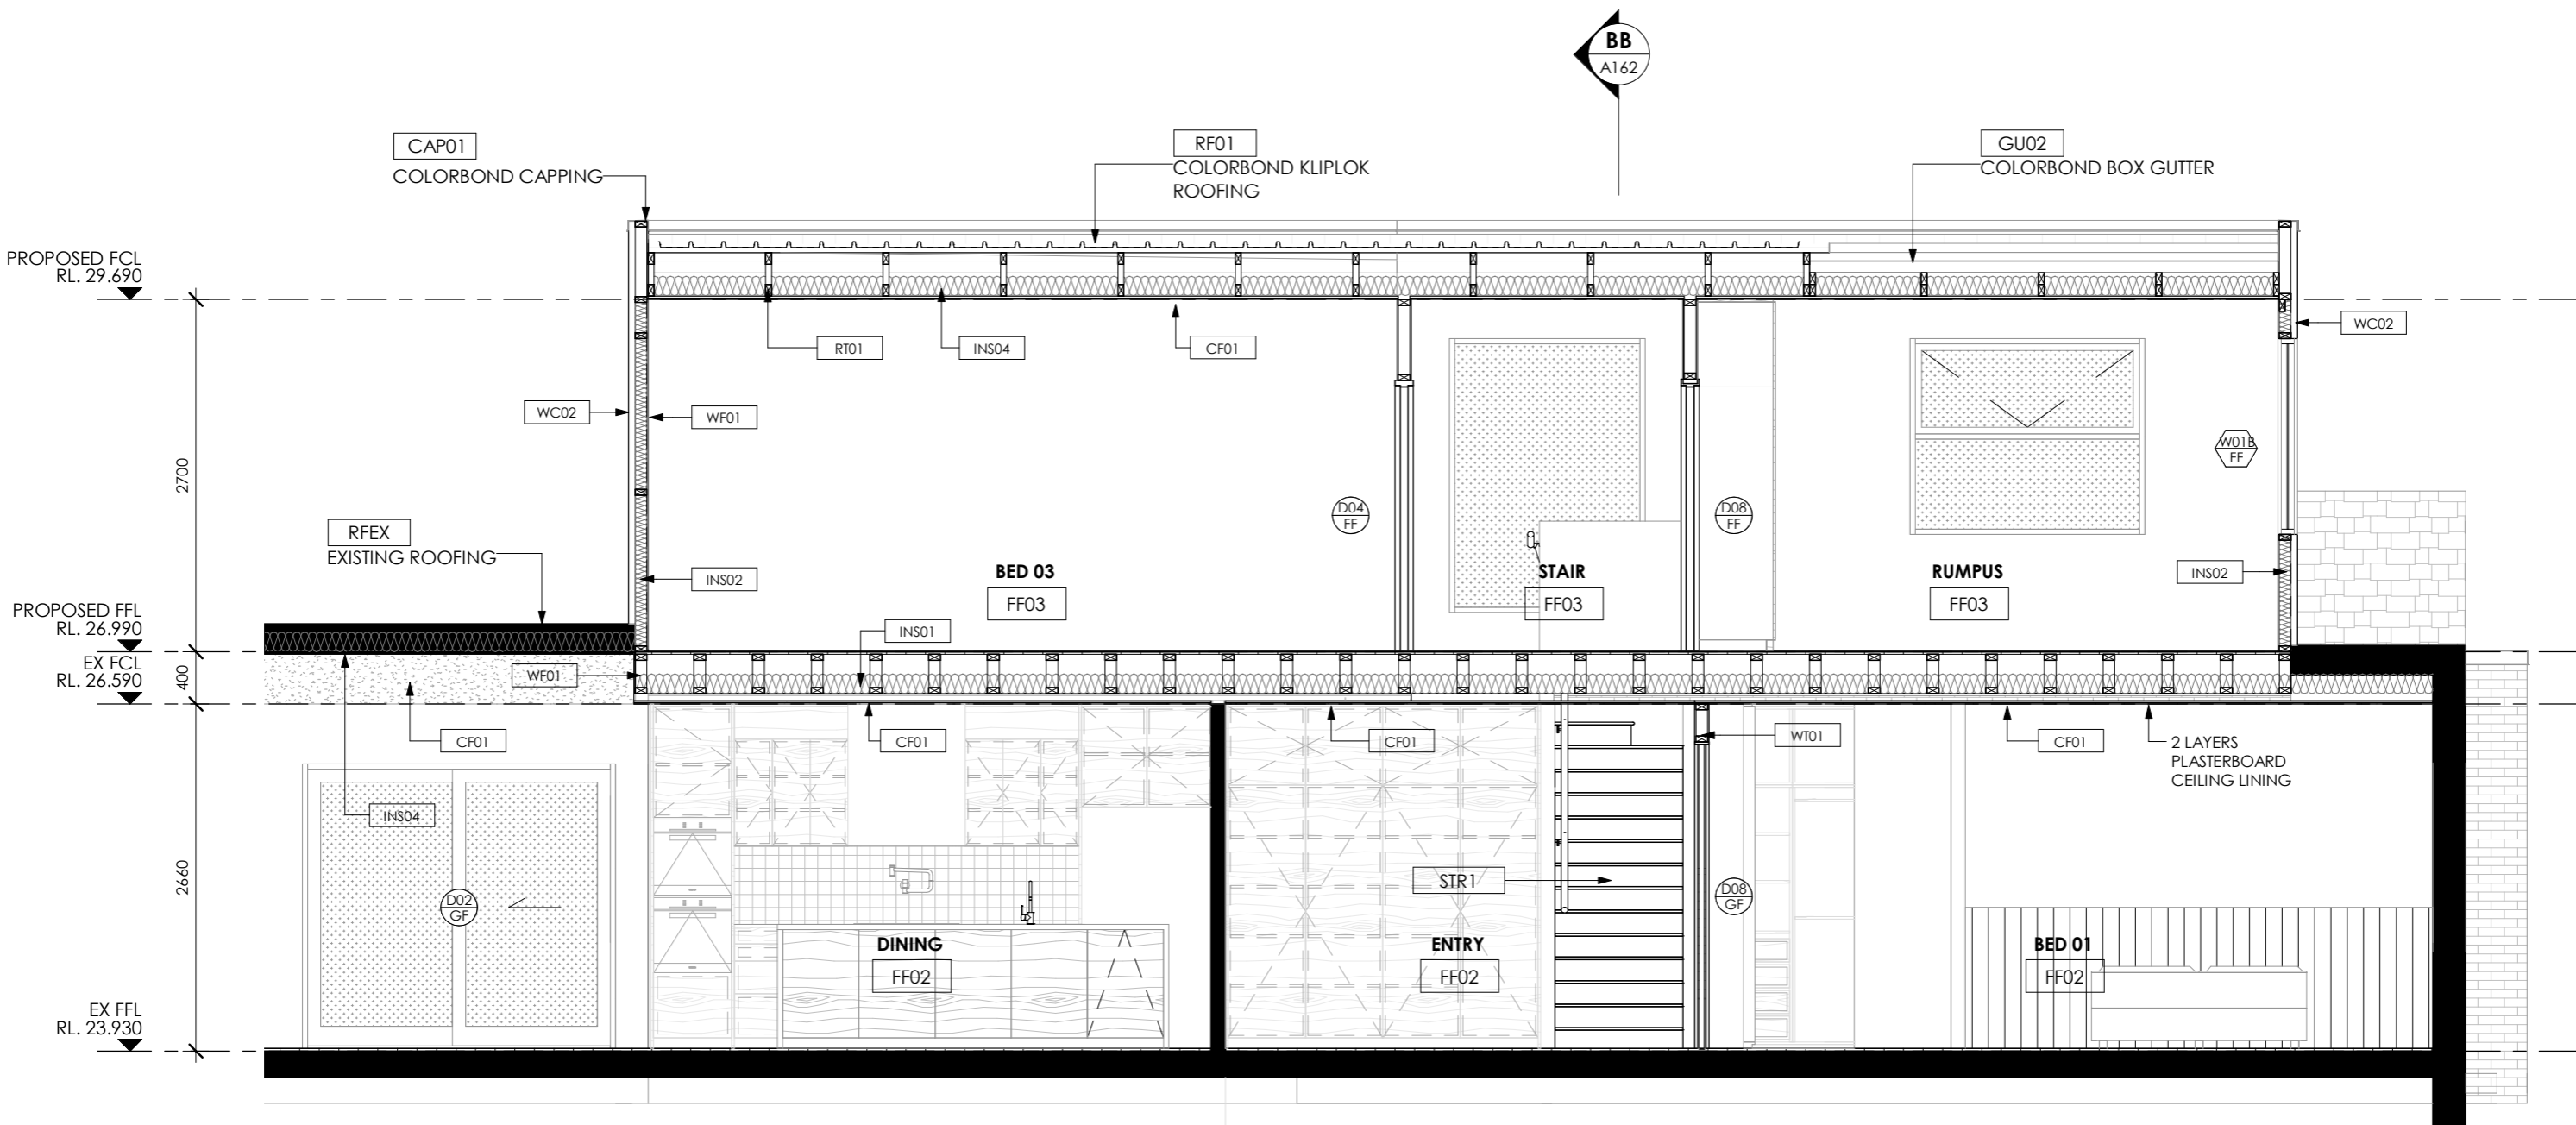 BB
A162
CAP01
COLORBOND CAPPING
RF01
COLORBOND KLIPLOK
ROOFING
GU02
COLORBOND BOX GUTTER
PROPOSED FCL
RL. 29.690
RT01
INS04
CF01
WC02
WC02
WF01
2700
W01B
FF
D04
FF
D08
FF
RFEX
EXISTING ROOFING
INS02
BED 03
FF03
STAIR
FF03
RUMPUS
FF03
INS02
PROPOSED FFL
RL. 26.990
INS01
EX FCL
RL. 26.590
400
WF01
CF01
CF01
CF01
WT01
CF01
2 LAYERS
PLASTERBOARD
CEILING LINING
INS04
2660
STR1
D02
GF
D08
GF
DINING
FF02
ENTRY
FF02
BED 01
FF02
EX FFL
RL. 23.930